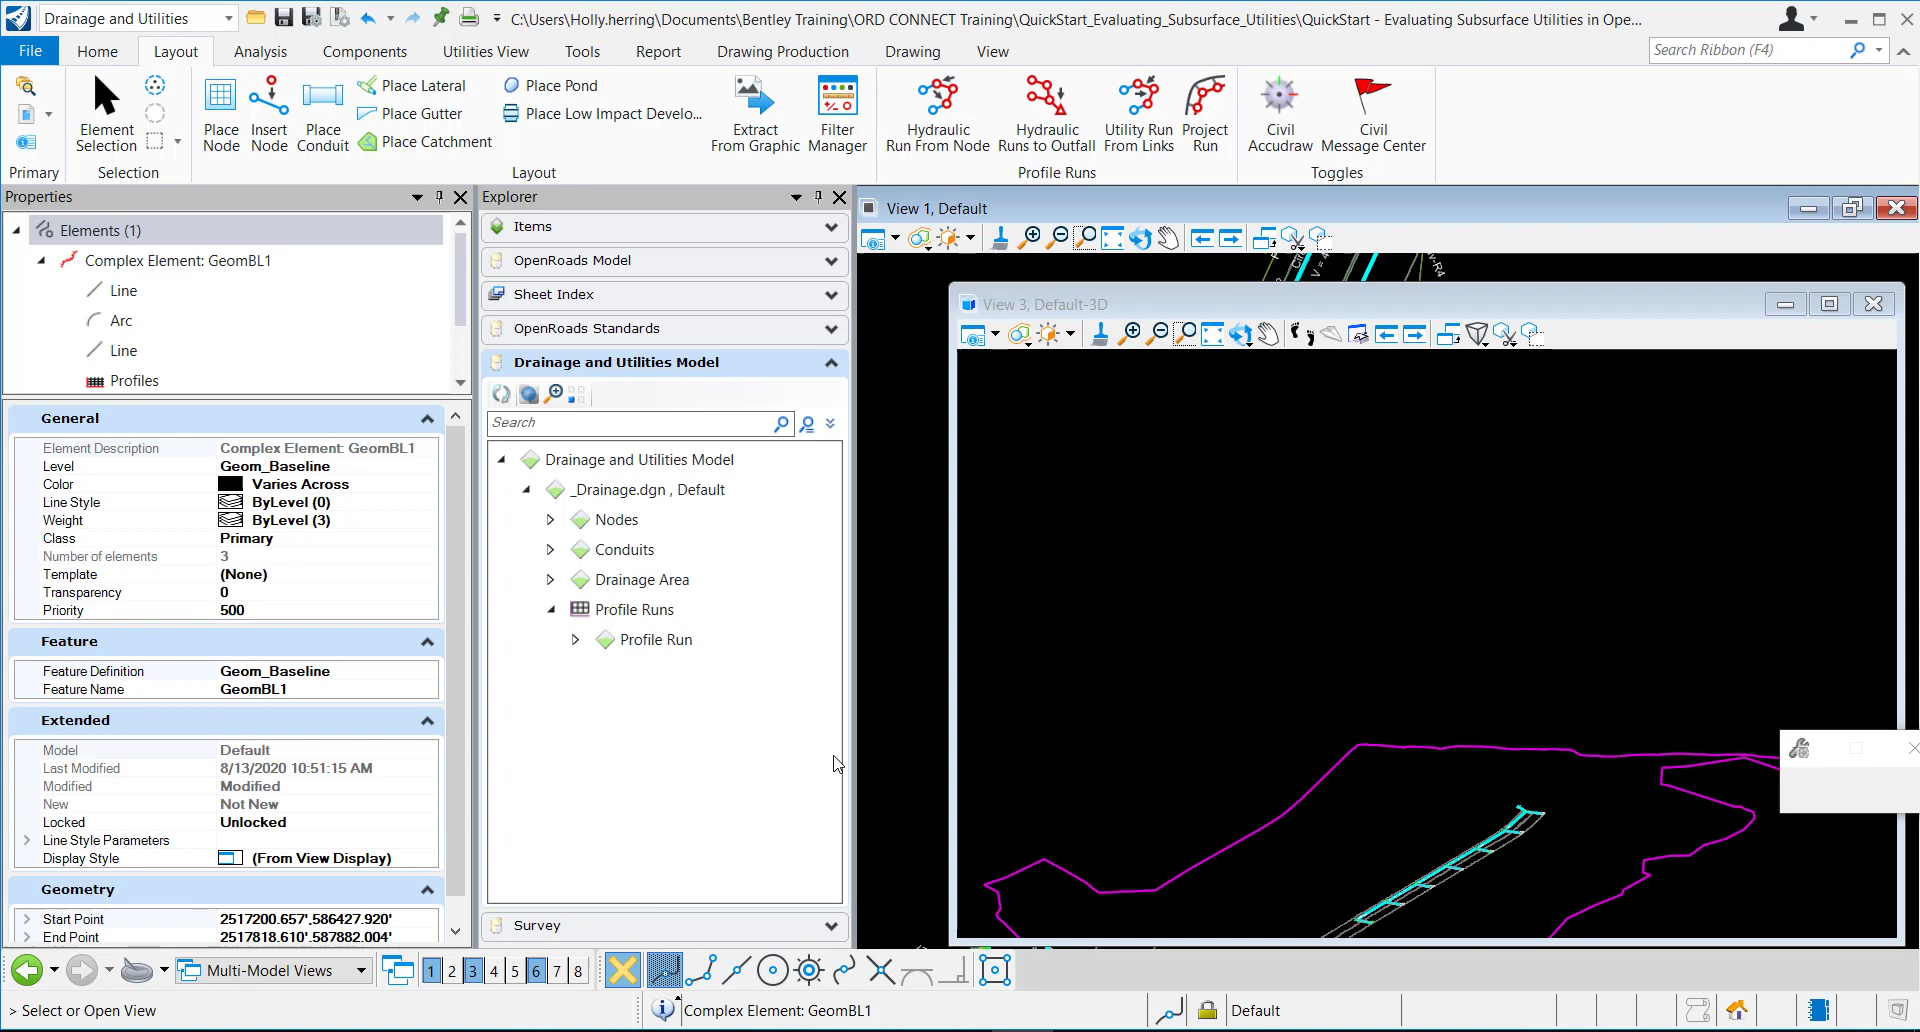 Drainage and Utilities
C:\Users\Holly.herring\Documents\Bentley Training\ORD CONNECT Training\QuickStart_Evaluating_Subsurface_Utilities\QuickStart - Evaluating Subsurface Utilities in Ope...
File Home Layout Analysis Components Utilities View Tools Report Drawing Production Drawing View
Search Ribbon (F4)
Element Selection
Place Node
Insert Node
Place Conduit
Place Lateral
Place Gutter
Place Catchment
Place Pond
Place Low Impact Develo...
Extract From Graphic
Filter Manager
Hydraulic Run From Node
Hydraulic Runs to Outfall
Utility Run From Links
Project Run
Civil Accudraw
Civil Message Center
Primary Selection Layout Profile Runs Toggles
Properties
Elements (1)
Complex Element: GeomBL1
Line
Arc
Line
Profiles
General
Element Description Complex Element: GeomBL1
Level Geom_Baseline
Color Varies Across
Line Style ByLevel (0)
Weight ByLevel (3)
Class Primary
Number of elements 3
Template (None)
Transparency 0
Priority 500
Feature
Feature Definition Geom_Baseline
Feature Name GeomBL1
Extended
Model Default
Last Modified 8/13/2020 10:51:15 AM
Modified Modified
New Not New
Locked Unlocked
Line Style Parameters
Display Style (From View Display)
Geometry
Start Point 2517200.657',586427.920'
End Point 2517818.610',587882.004'
Explorer
Items
OpenRoads Model
Sheet Index
OpenRoads Standards
Drainage and Utilities Model
Search
Drainage and Utilities Model
_Drainage.dgn , Default
Nodes
Conduits
Drainage Area
Profile Runs
Profile Run
Survey
View 1, Default
View 3, Default-3D
Multi-Model Views
1 2 3 4 5 6 7 8
> Select or Open View
Complex Element: GeomBL1
Default